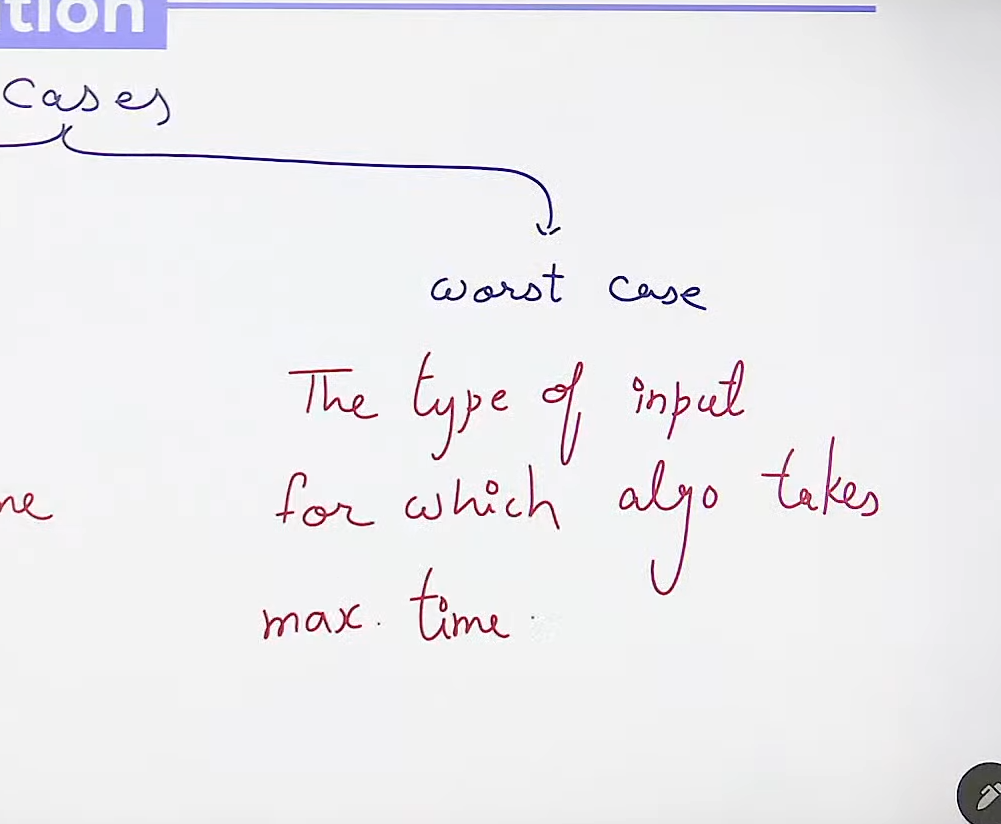 tion
Cases
worst case
The type of input
for which algo takes
ne
max. time.